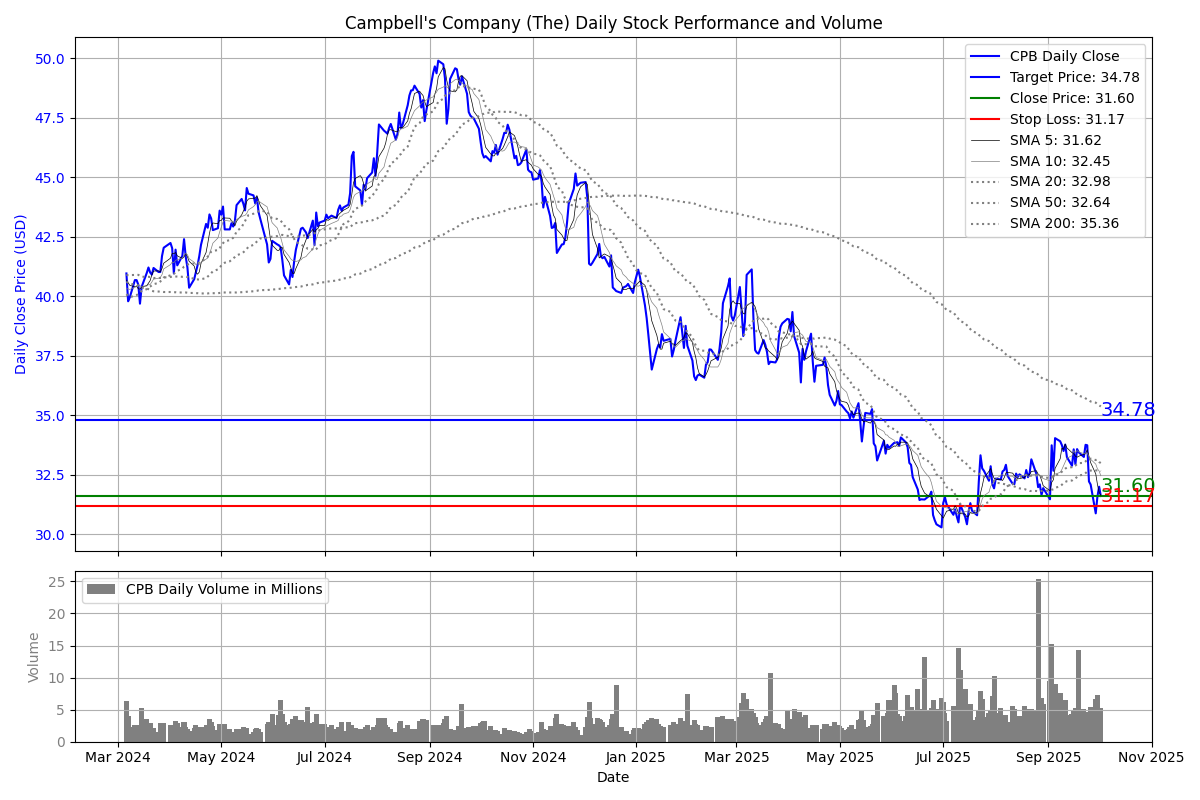 Campbell's Company (The) Daily Stock Performance and Volume
Daily Close Price (USD)
50.0
47.5
45.0
42.5
40.0
37.5
35.0
32.5
30.0
CPB Daily Close
Target Price: 34.78
Close Price: 31.60
Stop Loss: 31.17
SMA 5: 31.62
SMA 10: 32.45
SMA 20: 32.98
SMA 50: 32.64
SMA 200: 35.36
34.78
31.60
31.17
Volume
25
20
15
10
5
0
CPB Daily Volume in Millions
Mar 2024 May 2024 Jul 2024 Sep 2024 Nov 2024 Jan 2025 Mar 2025 May 2025 Jul 2025 Sep 2025 Nov 2025
Date